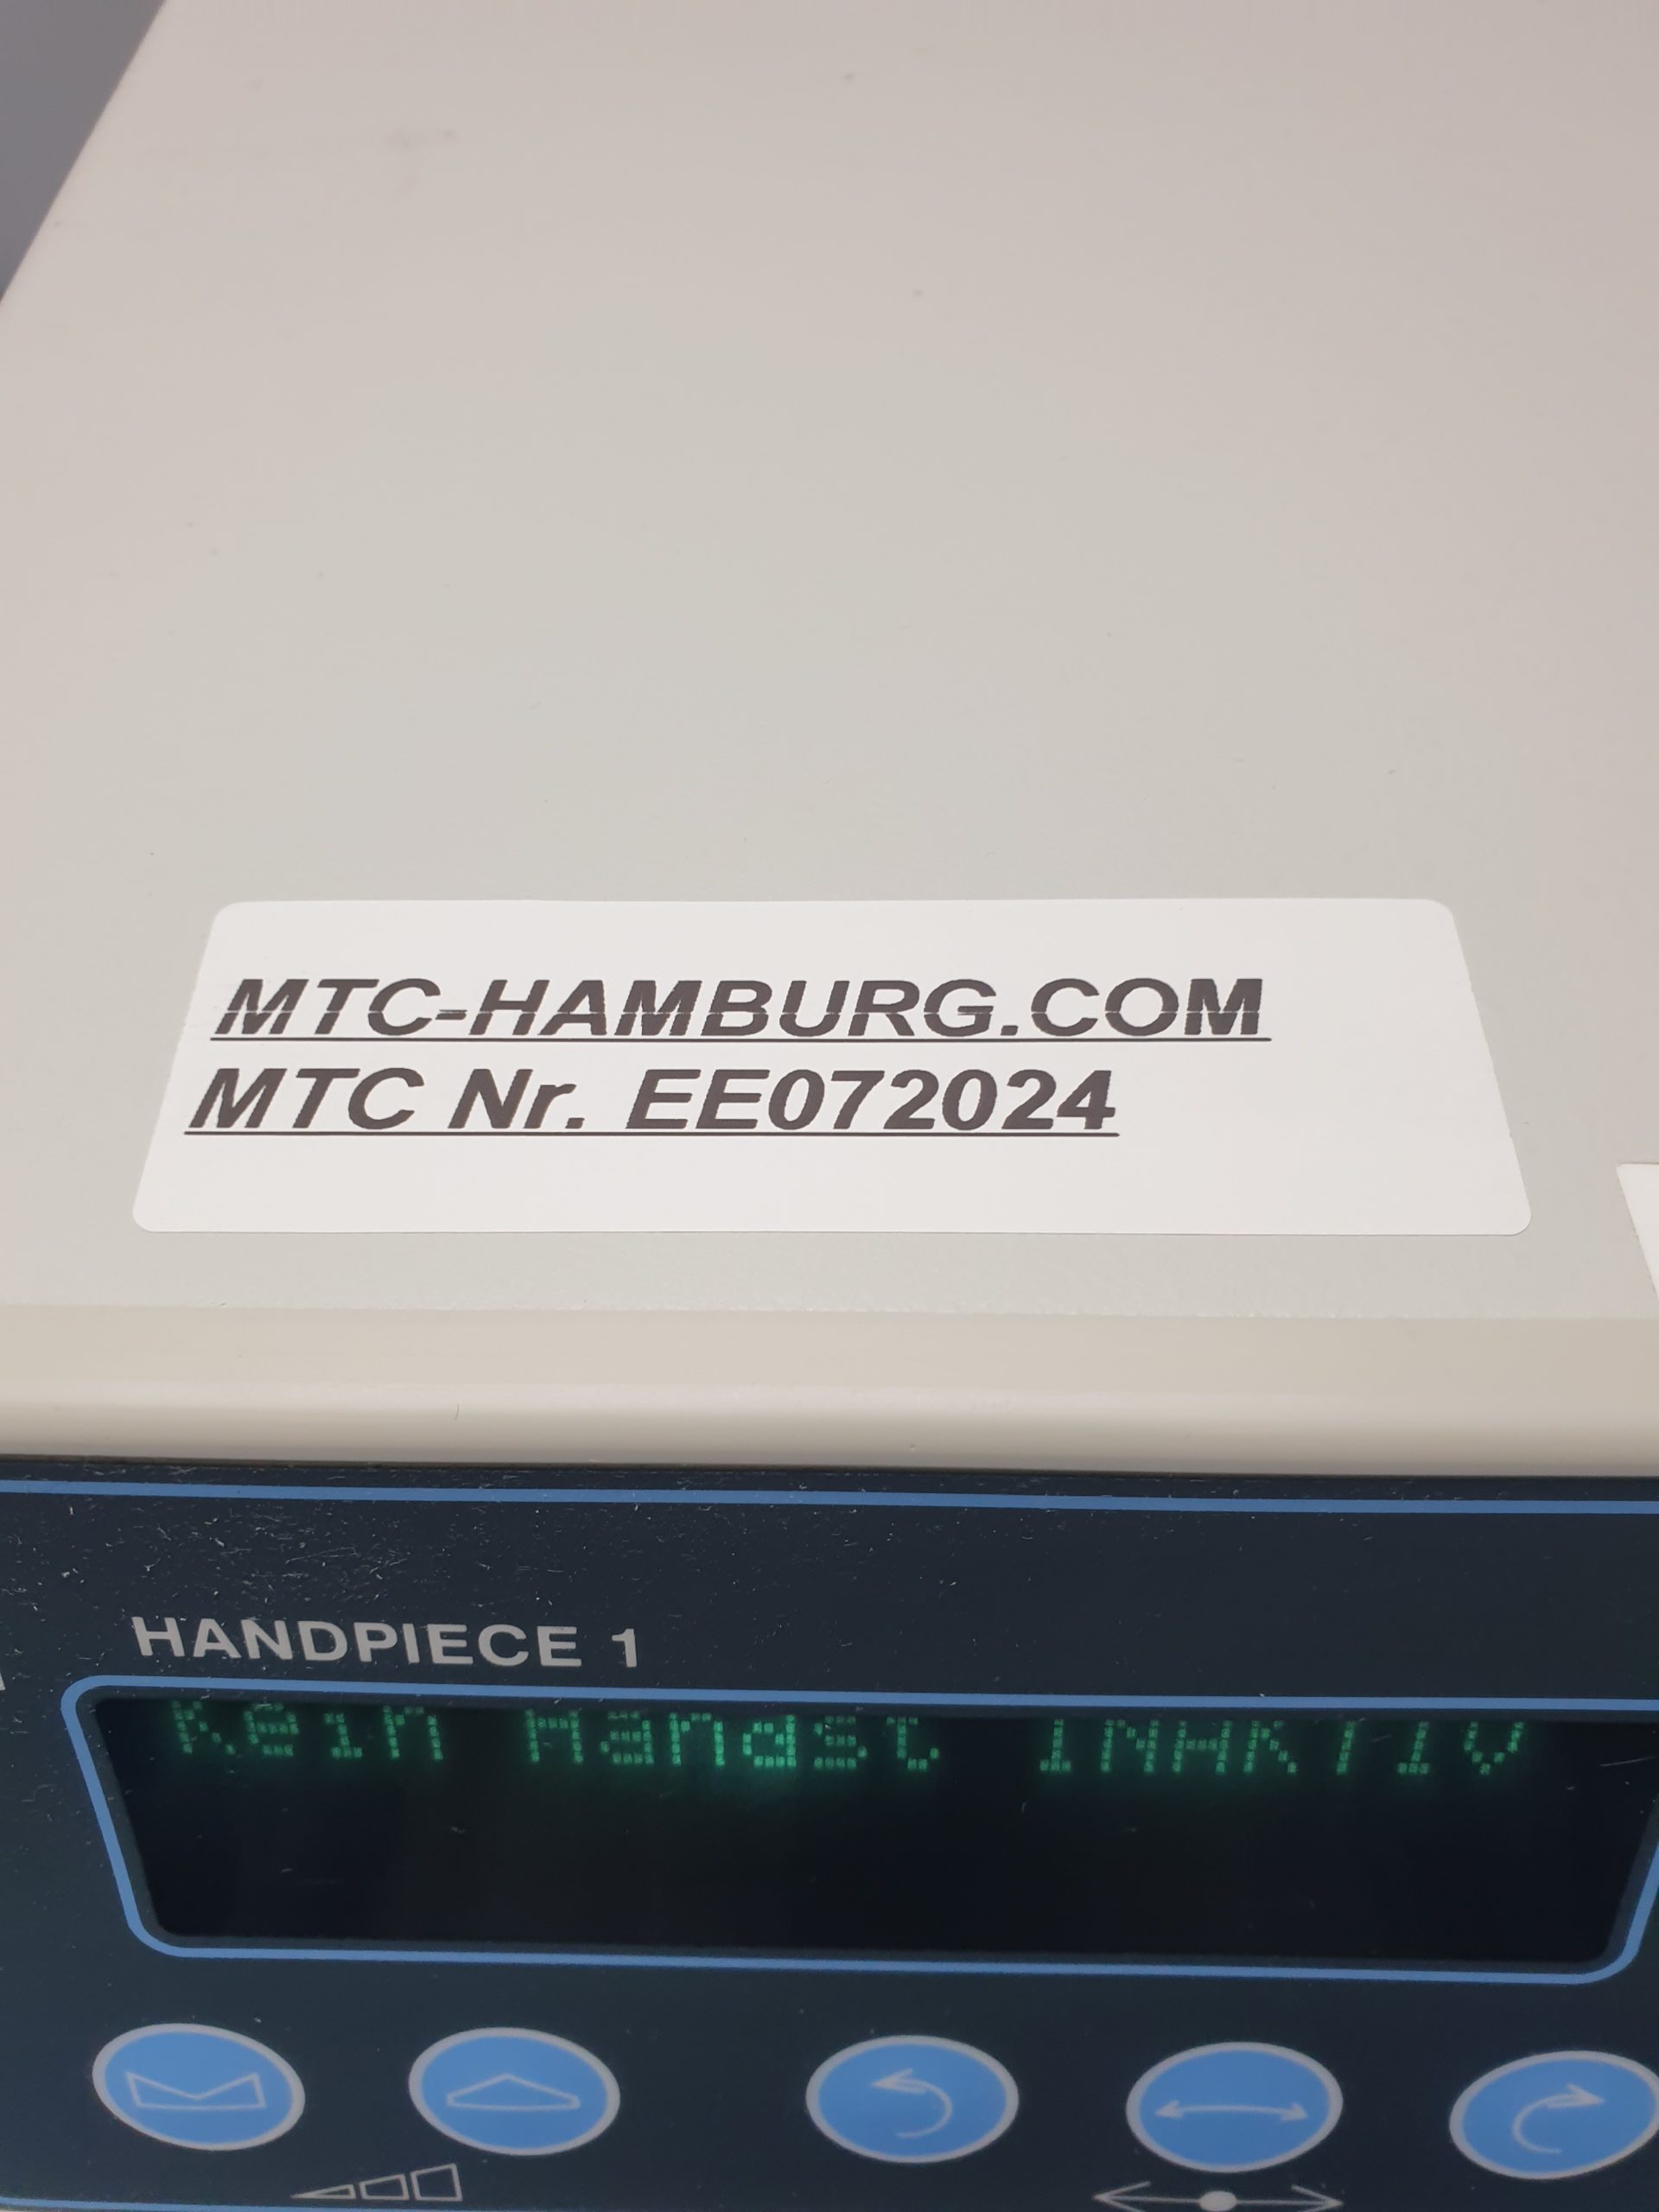 MTC-HAMBURG.COM
MTC Nr. EE072024
HANDPIECE 1
Kein Handst INAKTIV